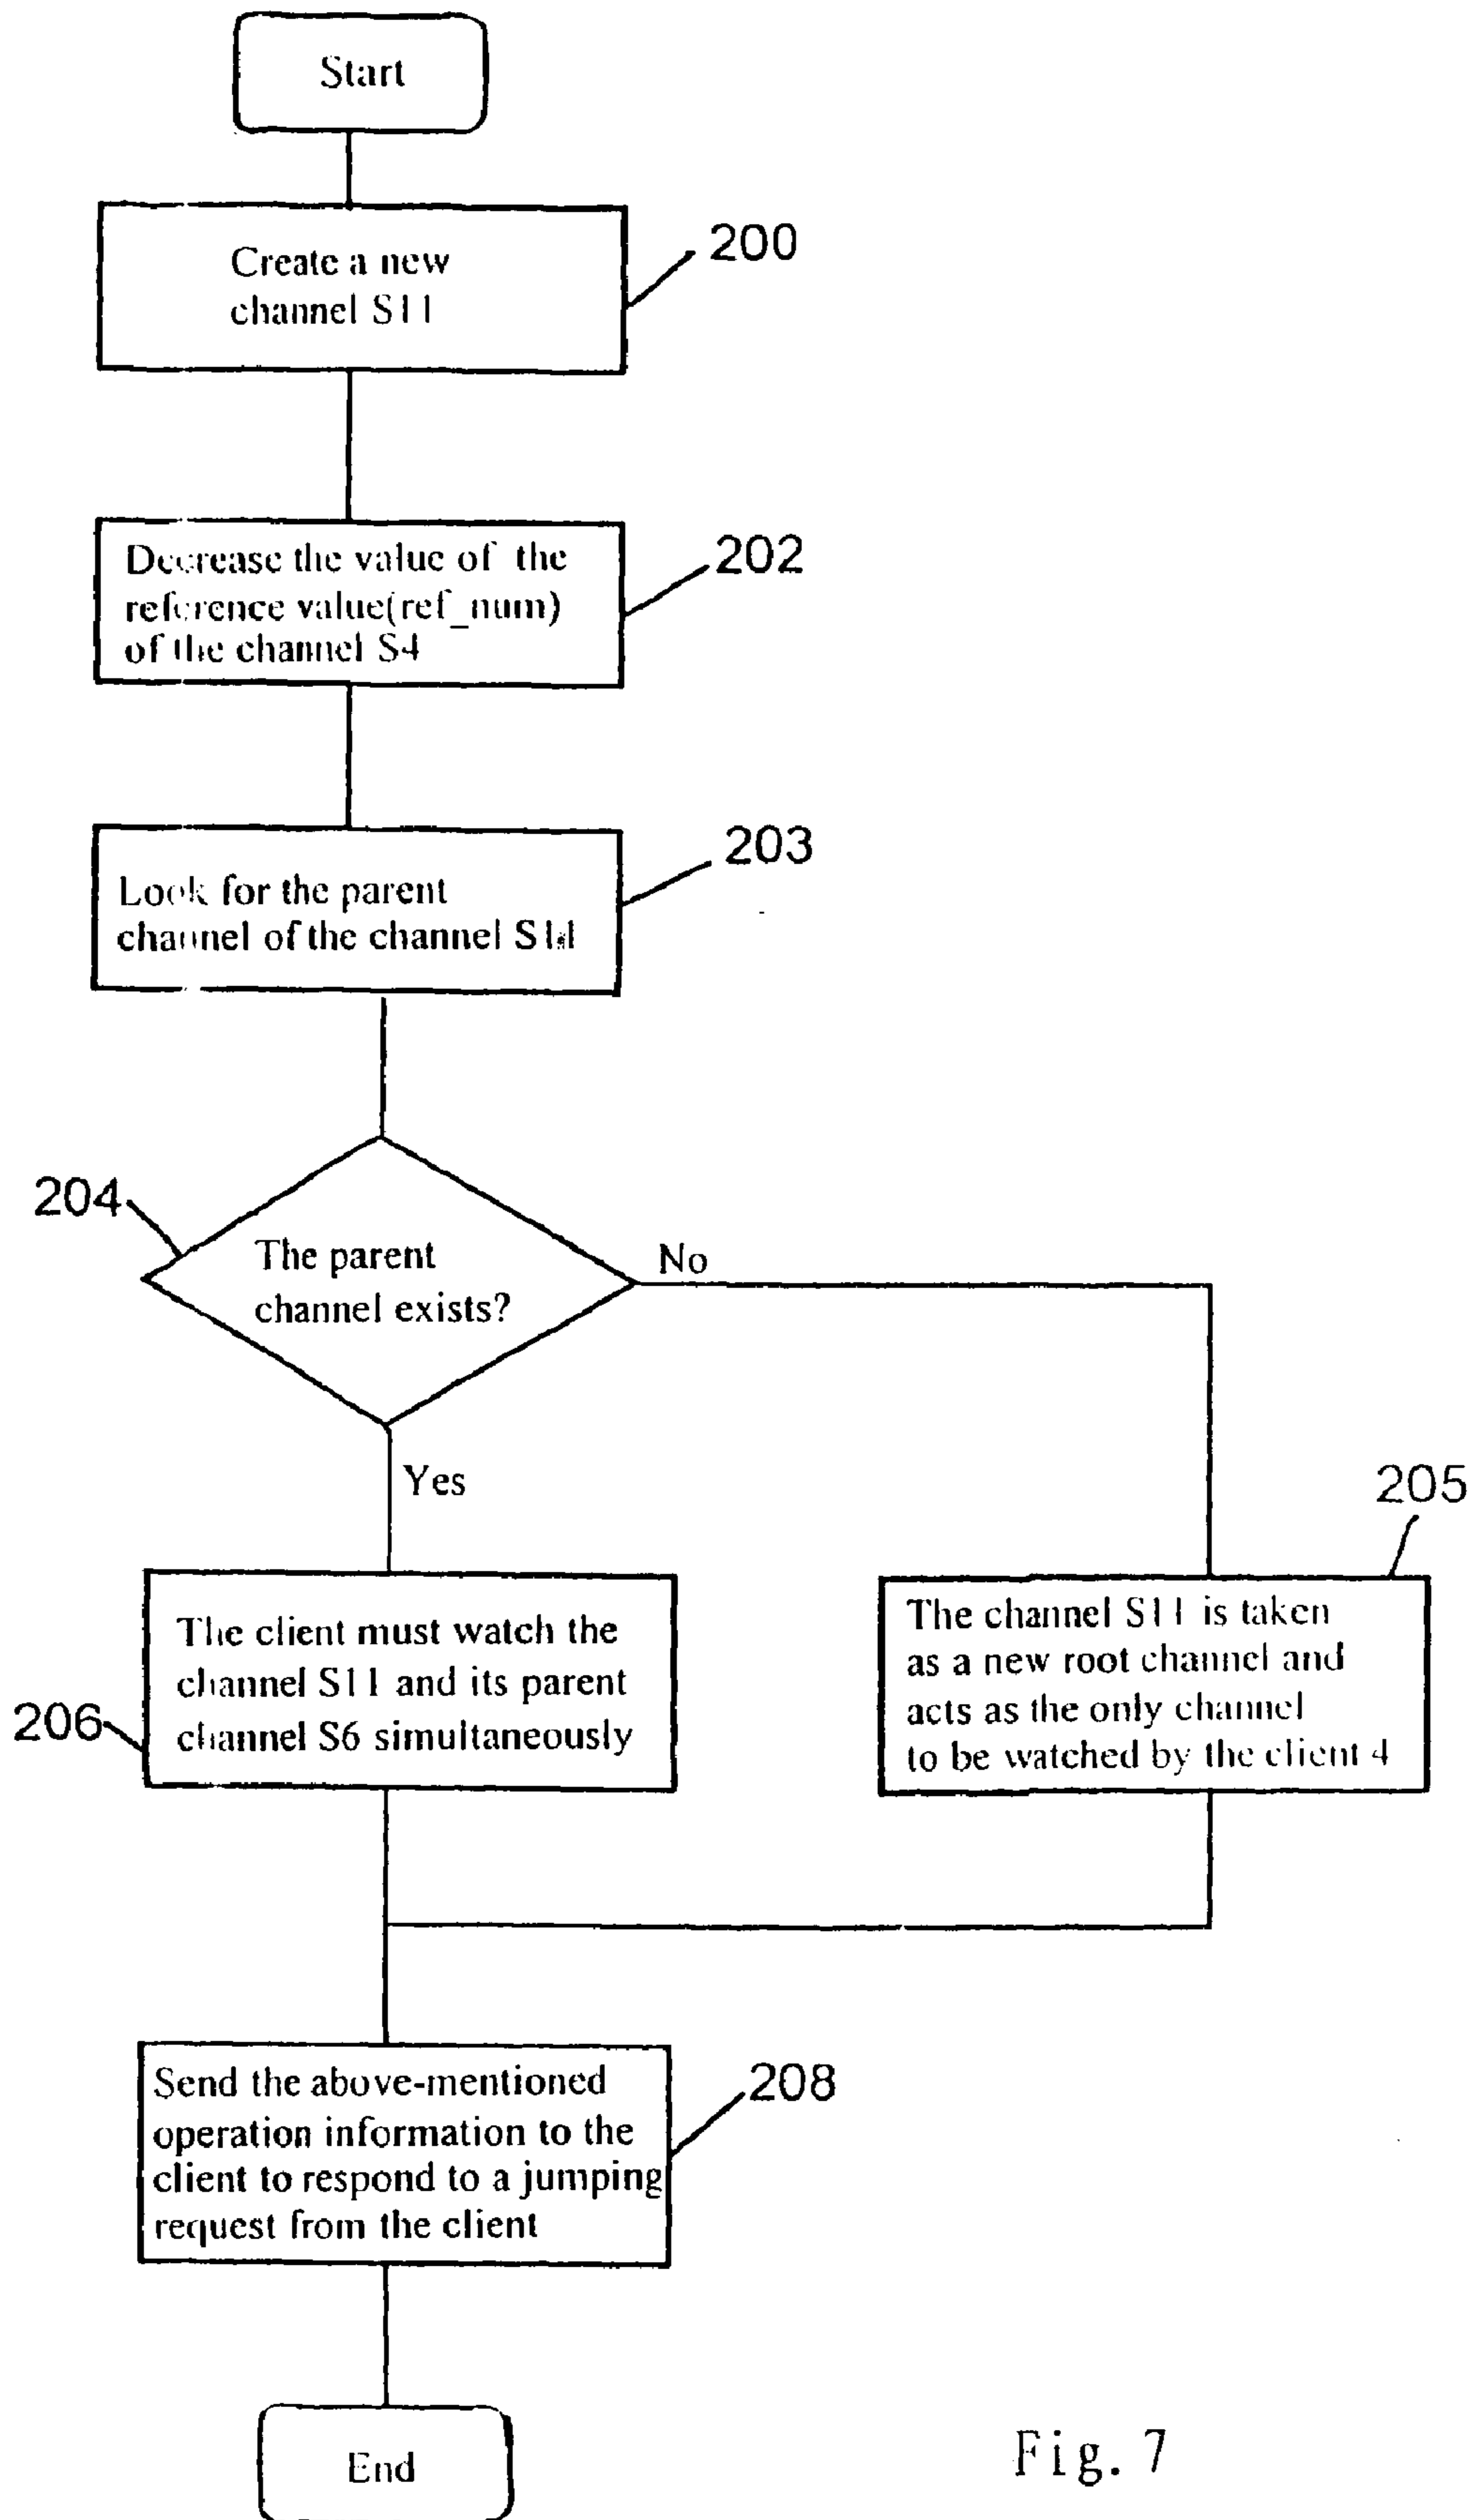 Start
Create a new
channel S11
200
Decrease the value of the
reference value(ref_num)
of the channel S4
202
Look for the parent
channel of the channel S11
203
204
The parent
channel exists?
No
Yes
205
The client must watch the
channel S11 and its parent
channel S6 simultaneously
206
The channel S11 is taken
as a new root channel and
acts as the only channel
to be watched by the client 4
Send the above-mentioned
operation information to the
client to respond to a jumping
request from the client
208
End
Fig. 7